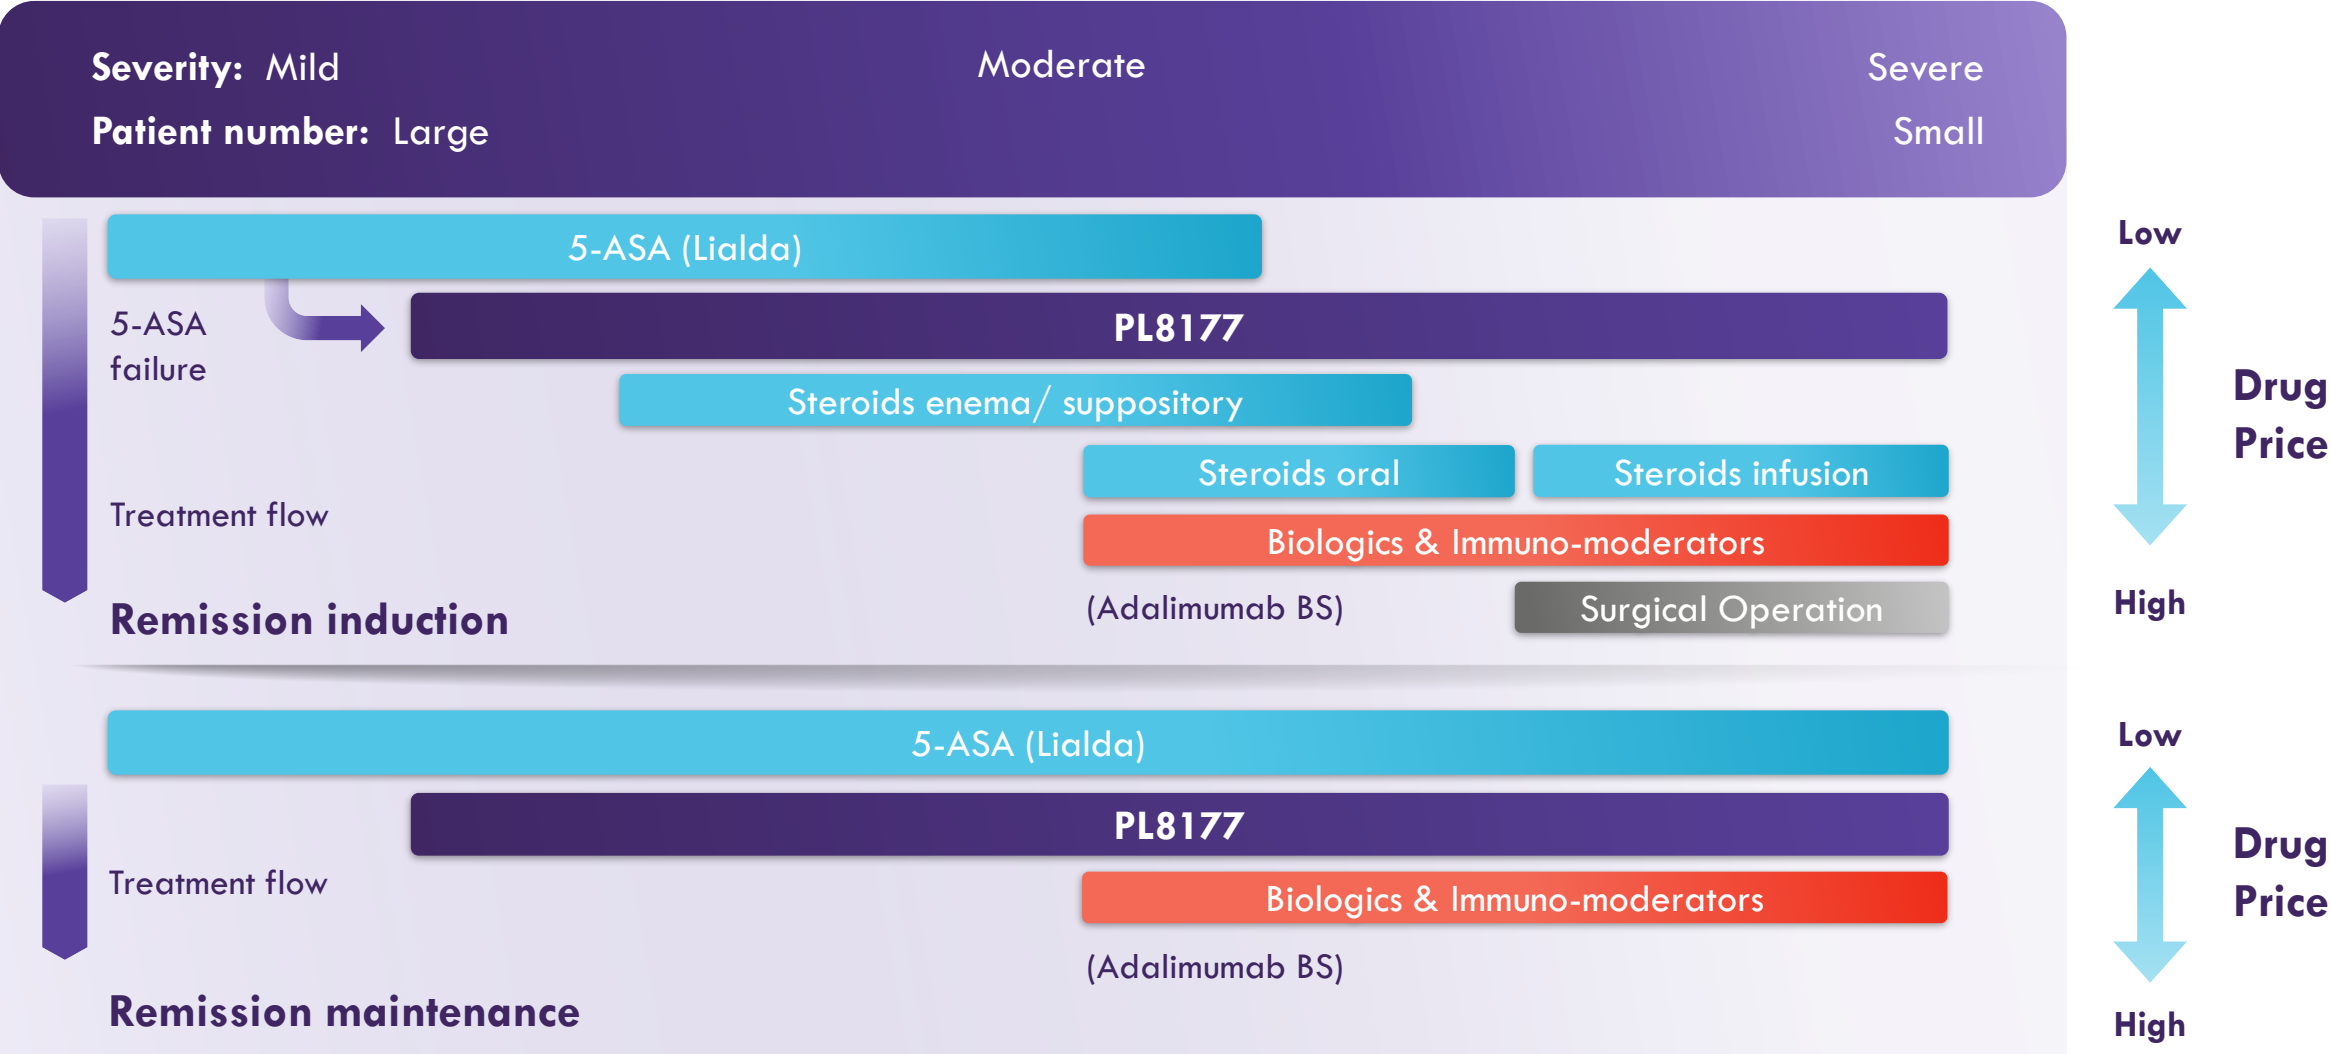 Severity: Mild
Moderate
Severe
Patient number: Large
Small
5-ASA (Lialda)
Low
5-ASA
failure
PL8177
Steroids enema/ suppository
Drug
Price
Steroids oral
Steroids infusion
Treatment flow
Biologics & Immuno-moderators
Remission induction
(Adalimumab BS)
Surgical Operation
High
5-ASA (Lialda)
Low
PL8177
Drug
Price
Treatment flow
Biologics & Immuno-moderators
(Adalimumab BS)
Remission maintenance
High